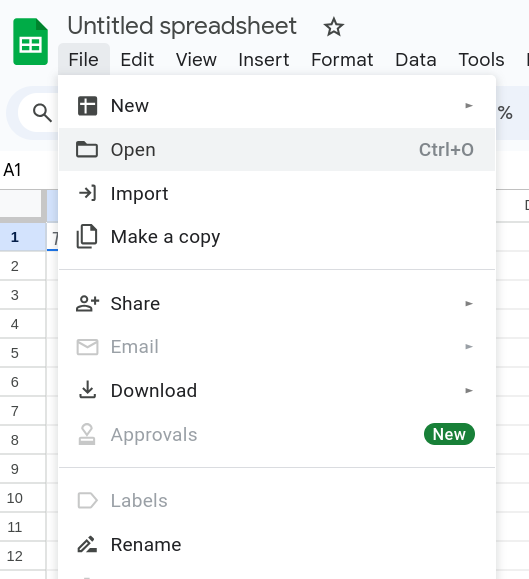 Untitled spreadsheet
File Edit View Insert Format Data Tools
New
%
Open Ctrl+O
A1
Import
1
Make a copy
2
3
Share
4
Email
5
6
Download
7
Approvals New
8
9
10
Labels
11
Rename
12